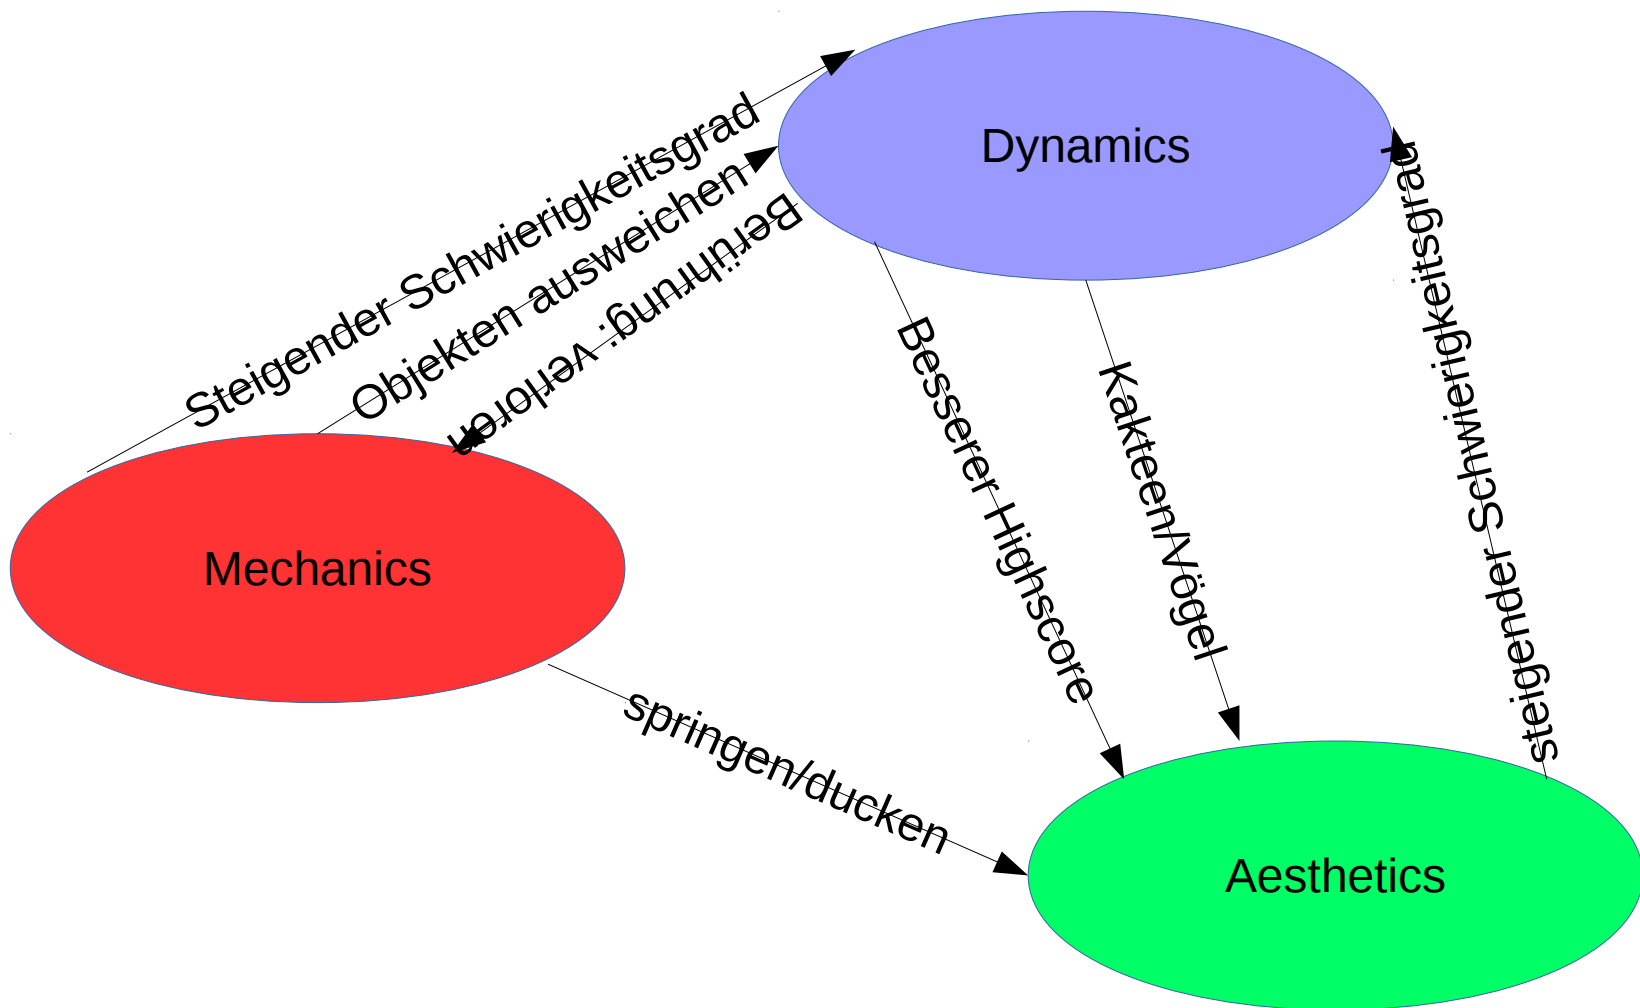 Dynamics
Steigender Schwierigkeitsgrad
Objekten ausweichen
Berührung: verloren
Besserer Highscore
Kakteen/Vögel
steigender Schwierigkeitsgrad
Mechanics
springen/ducken
Aesthetics